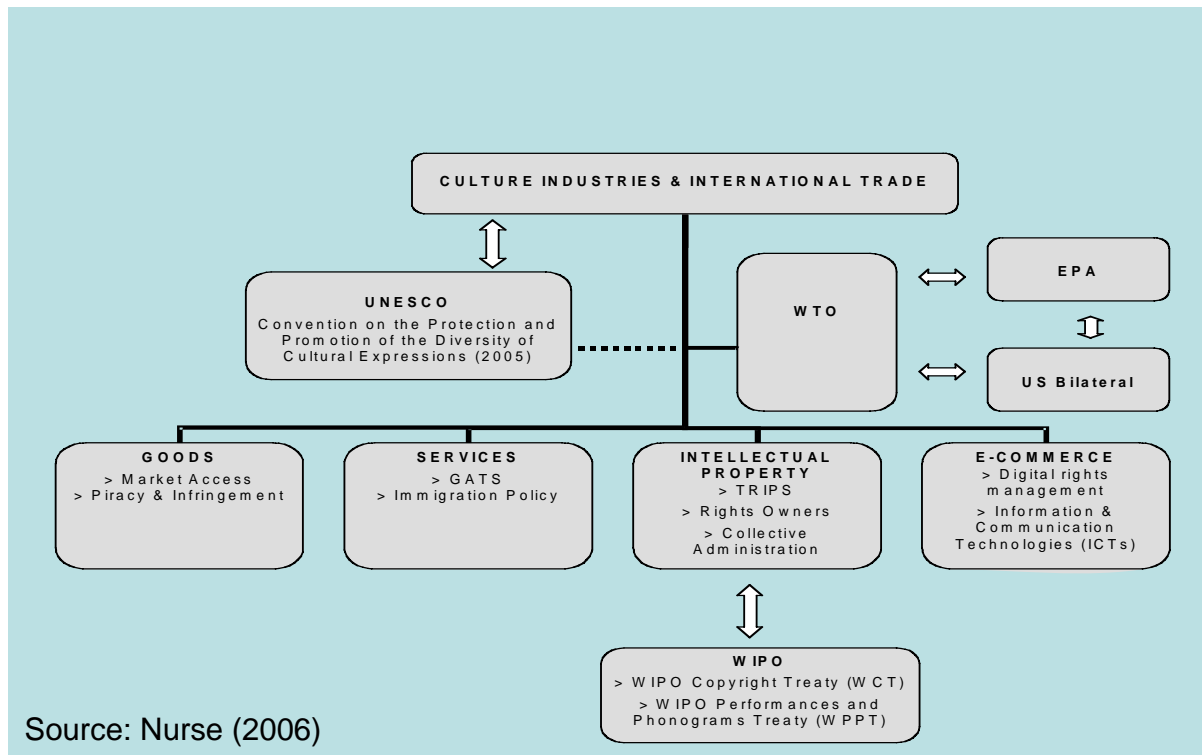 CULTURE INDUSTRIES & INTERNATIONAL TRADE
UNESCO
Convention on the Protection and
Promotion of the Diversity of
Cultural Expressions (2005)
WTO
EPA
US Bilateral
GOODS
> Market Access
> Piracy & Infringement
SERVICES
> GATS
> Immigration Policy
INTELLECTUAL
PROPERTY
> TRIPS
> Rights Owners
> Collective
Administration
E-COMMERCE
> Digital rights
management
> Information &
Communication
Technologies (ICTs)
WIPO
> WIPO Copyright Treaty (WCT)
> WIPO Performances and
Phonograms Treaty (WPPT)
Source: Nurse (2006)